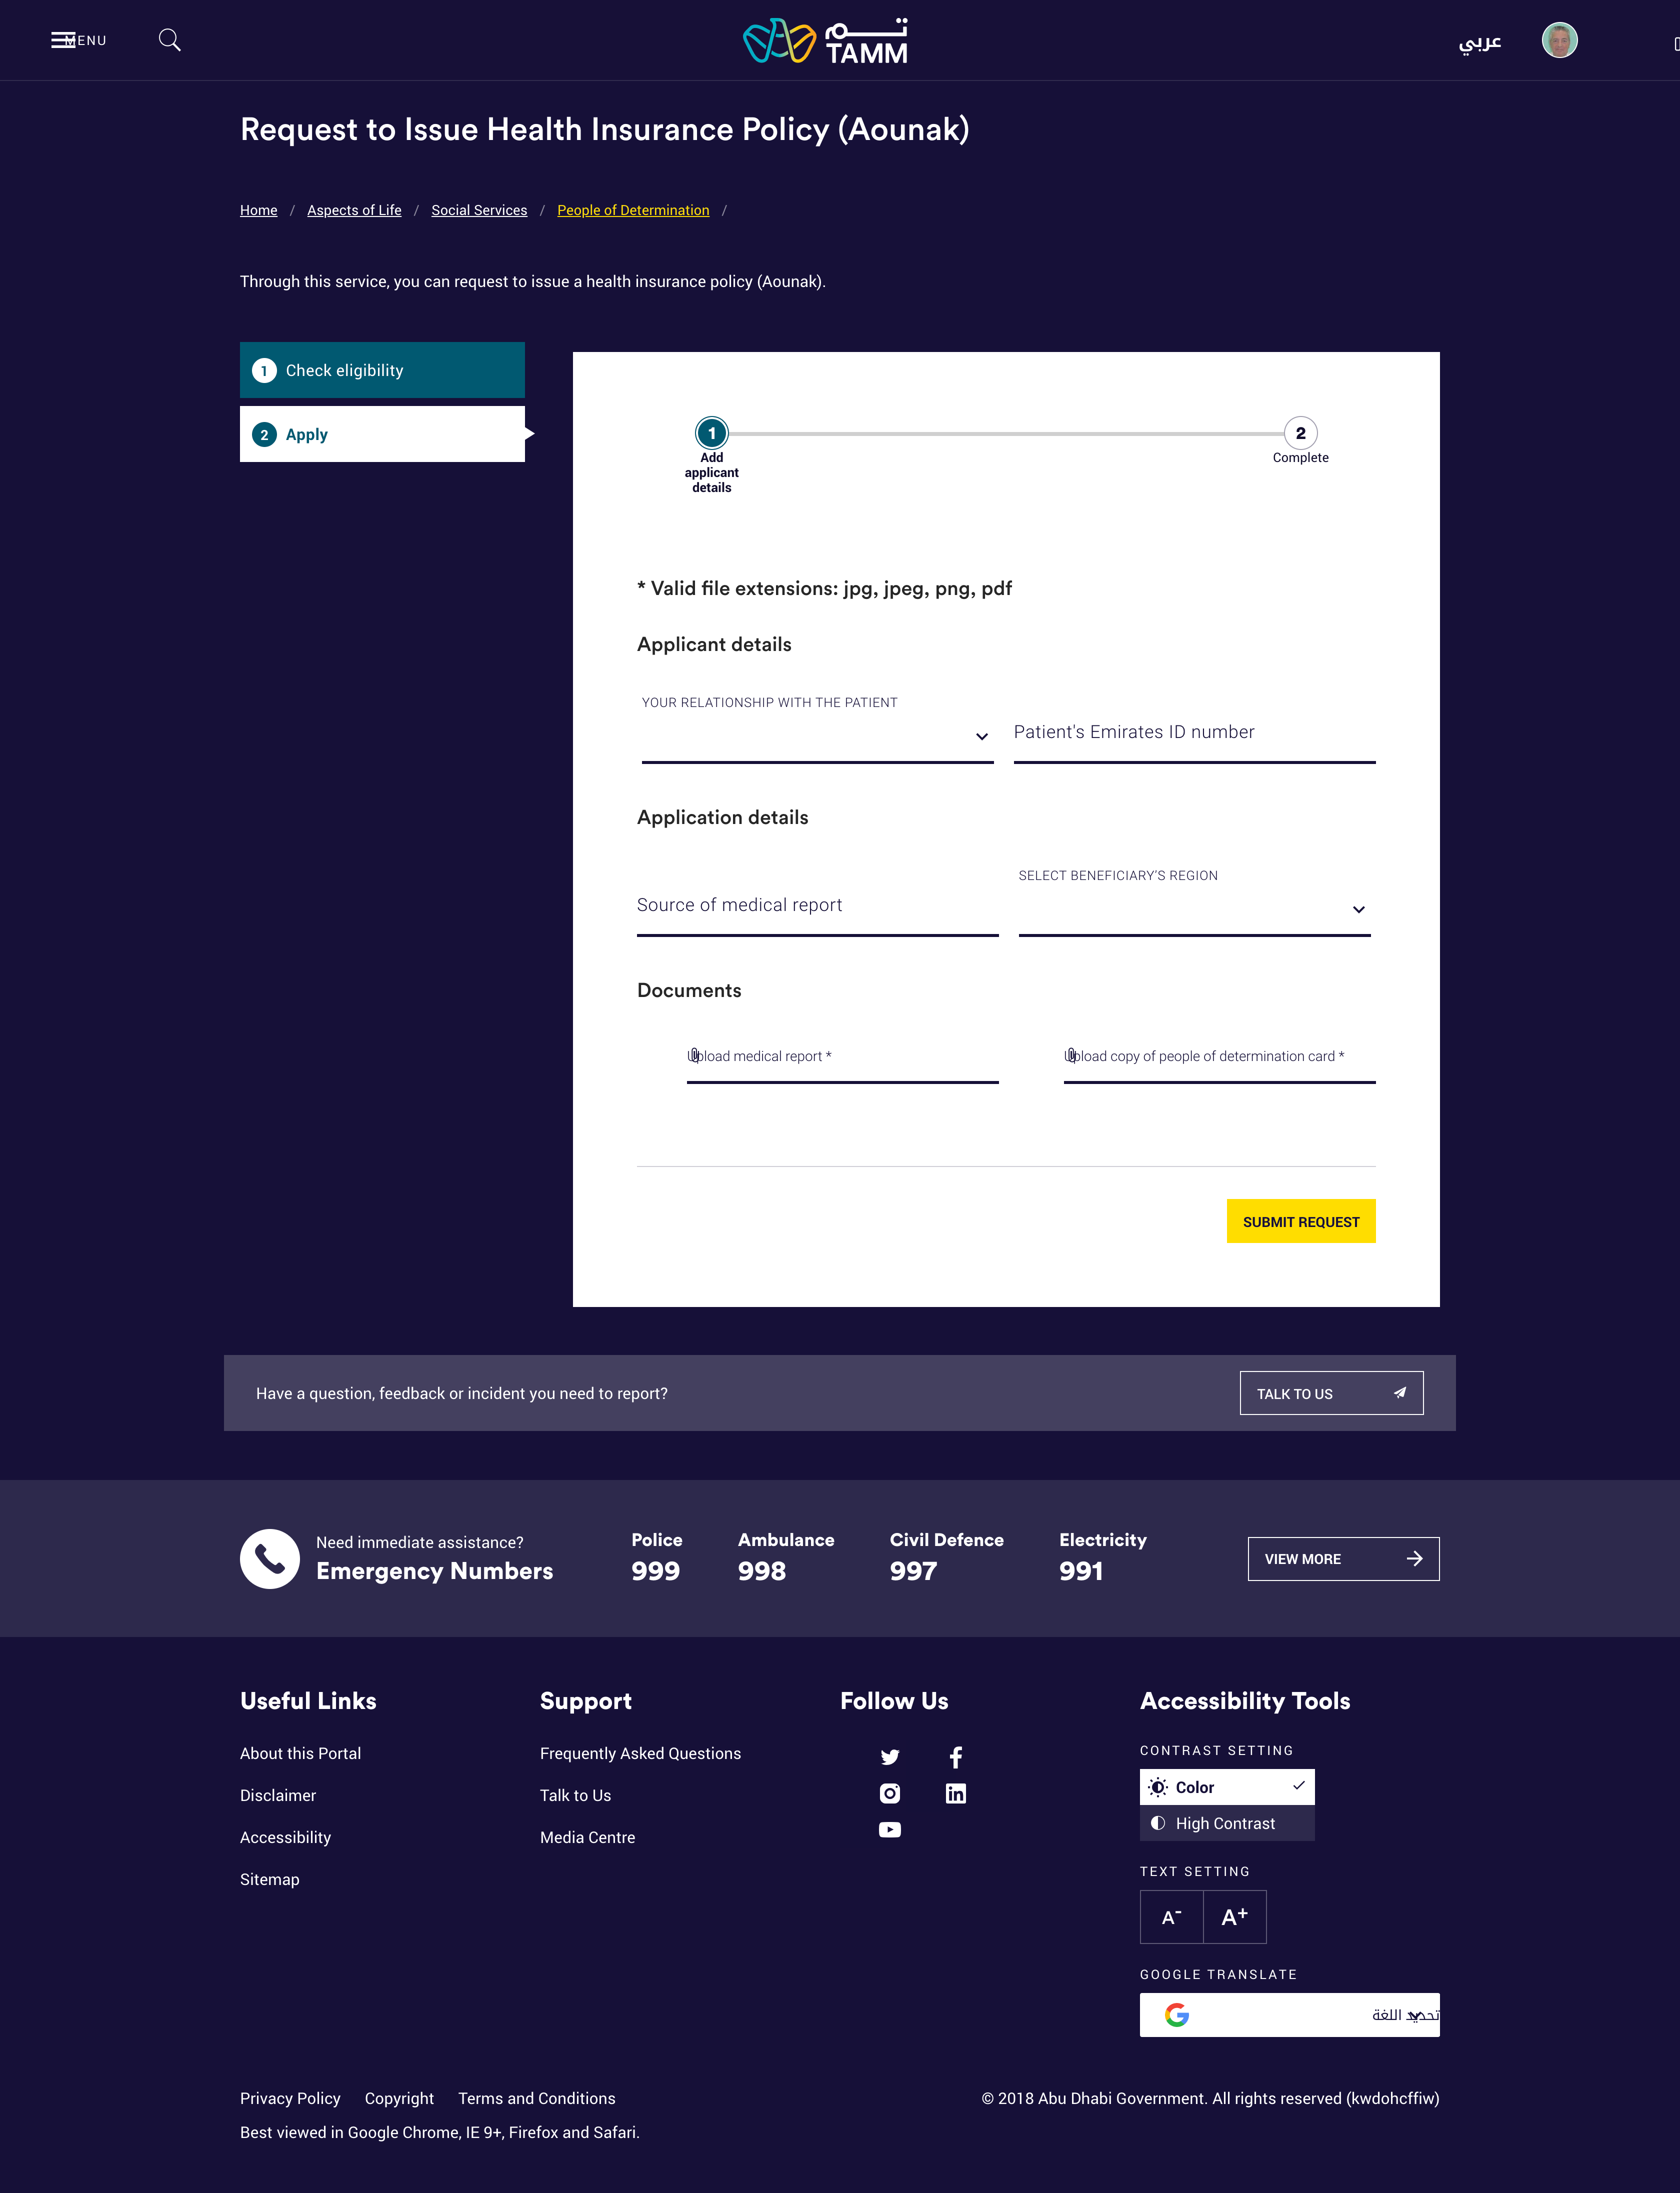 MENU
تـــم
TAMM
عربي
Request to Issue Health Insurance Policy (Aounak)
Home / Aspects of Life / Social Services / People of Determination /
Through this service, you can request to issue a health insurance policy (Aounak).
1 Check eligibility
2 Apply
1
Add
applicant
details
2
Complete
* Valid file extensions: jpg, jpeg, png, pdf
Applicant details
YOUR RELATIONSHIP WITH THE PATIENT
Patient's Emirates ID number
Application details
Source of medical report
SELECT BENEFICIARY'S REGION
Documents
Upload medical report *
Upload copy of people of determination card *
SUBMIT REQUEST
Have a question, feedback or incident you need to report?
TALK TO US
Need immediate assistance?
Emergency Numbers
Police
999
Ambulance
998
Civil Defence
997
Electricity
991
VIEW MORE
Useful Links
About this Portal
Disclaimer
Accessibility
Sitemap
Support
Frequently Asked Questions
Talk to Us
Media Centre
Follow Us
Accessibility Tools
CONTRAST SETTING
Color
High Contrast
TEXT SETTING
A- A+
GOOGLE TRANSLATE
تحديد اللغة
Privacy Policy Copyright Terms and Conditions
© 2018 Abu Dhabi Government. All rights reserved (kwdohcffiw)
Best viewed in Google Chrome, IE 9+, Firefox and Safari.